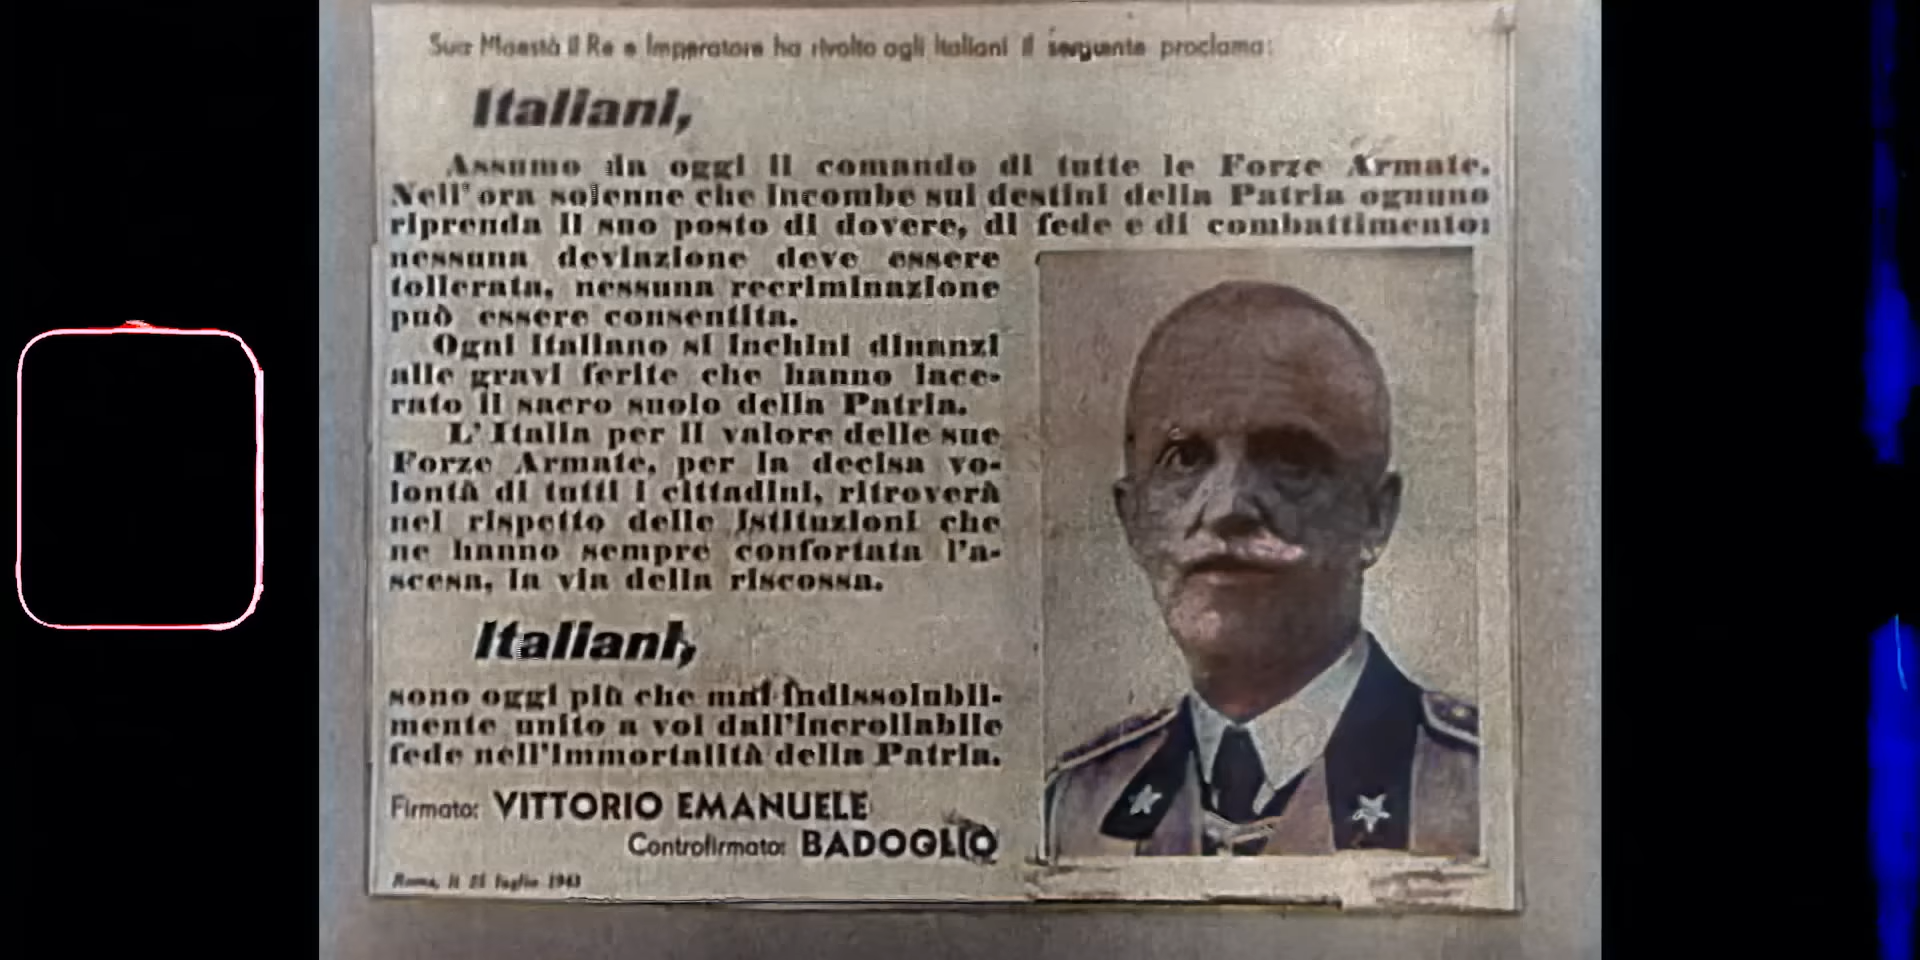 Sua Maestà il Re e Imperatore ha rivolto agli Italiani il seguente proclama:
Italiani,
Assumo da oggi il comando di tutte le Forze Armate.
Nell'ora solenne che incombe sui destini della Patria ognuno
riprenda il suo posto di dovere, di fede e di combattimento:
nessuna deviazione deve essere
tollerata, nessuna recriminazione
può essere consentita.
Ogni Italiano si inchini dinanzi
alle gravi ferite che hanno lace-
rato il sacro suolo della Patria.
L'Italia per il valore delle sue
Forze Armate, per la decisa vo-
lontà di tutti i cittadini, ritroverà
nel rispetto delle Istituzioni che
ne hanno sempre confortata l'a-
scesa, la via della riscossa.
Italiani,
sono oggi più che mai indissolubil-
mente unito a voi dall'incrollabile
fede nell'immortalità della Patria.
Firmato: VITTORIO EMANUELE
Controfirmato: BADOGLIO
Roma, li 25 luglio 1943